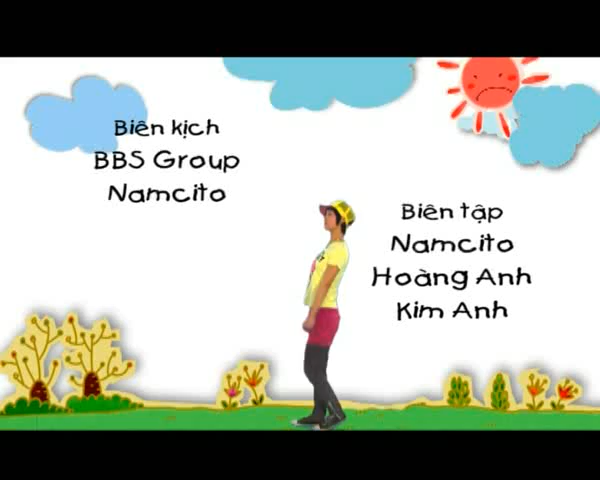 Biên kịch
BBS Group
Namcito
Biên tập
Namcito
Hoàng Anh
Kim Anh